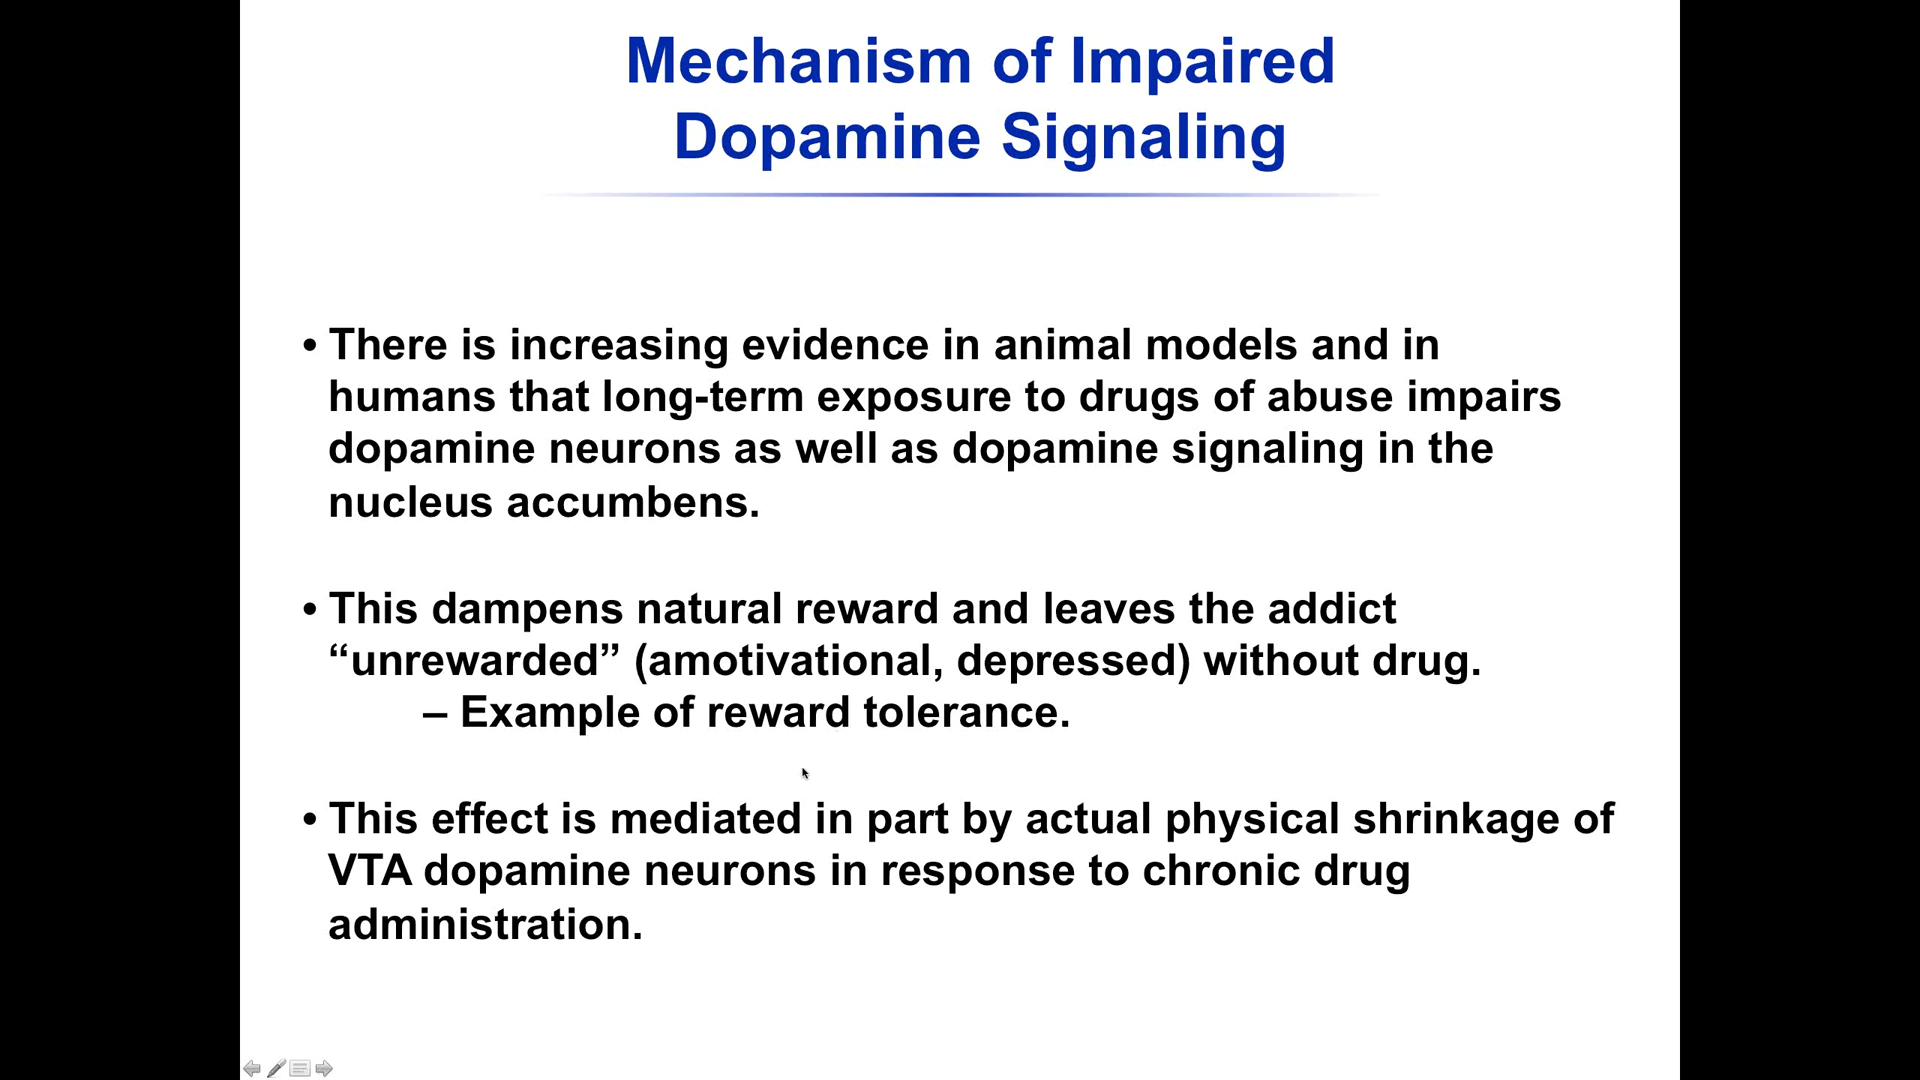 Mechanism of Impaired
Dopamine Signaling
• There is increasing evidence in animal models and in
humans that long-term exposure to drugs of abuse impairs
dopamine neurons as well as dopamine signaling in the
nucleus accumbens.
• This dampens natural reward and leaves the addict
“unrewarded” (amotivational, depressed) without drug.
– Example of reward tolerance.
• This effect is mediated in part by actual physical shrinkage of
VTA dopamine neurons in response to chronic drug
administration.